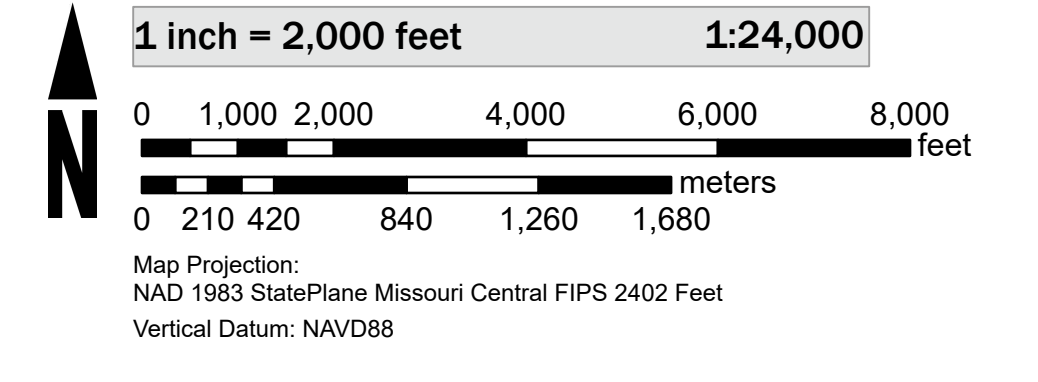 1 inch = 2,000 feet 1:24,000
0 1,000 2,000 4,000 6,000 8,000
feet
meters
0 210 420 840 1,260 1,680
N
Map Projection:
NAD 1983 StatePlane Missouri Central FIPS 2402 Feet
Vertical Datum: NAVD88